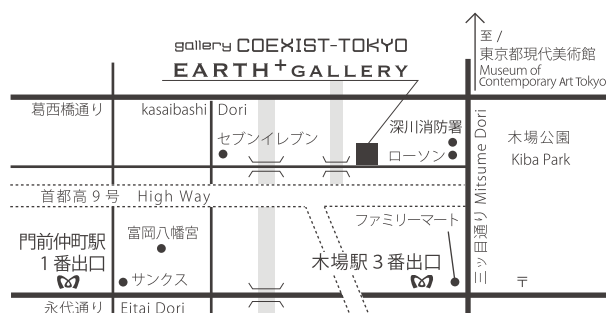 gallery COEXIST-TOKYO
EARTH+GALLERY
至 /
東京都現代美術館
Museum of
Contemporary Art Tokyo
葛西橋通り kasaibashi Dori
セブンイレブン
深川消防署
ローソン
木場公園
Kiba Park
三ッ目通り Mitsume Dori
首都高9号 High Way
ファミリーマート
富岡八幡宮
門前仲町駅
1番出口
サンクス
木場駅3番出口
〒
永代通り Eitai Dori